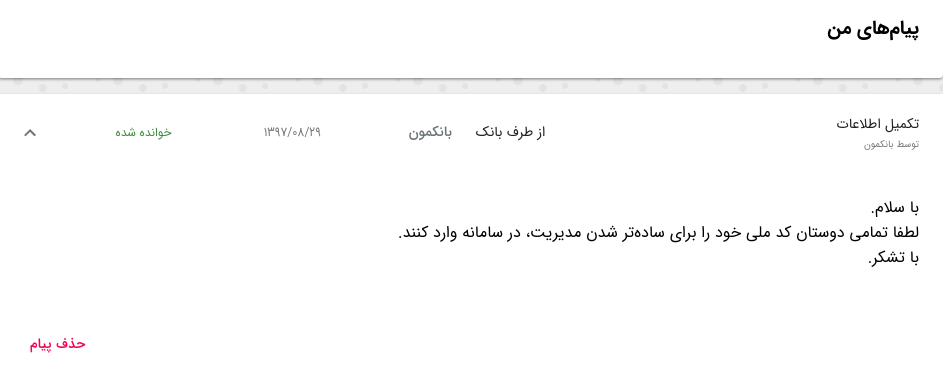 پیام‌های من
تکمیل اطلاعات
توسط بانکمون
از طرف بانک بانکمون ۱۳۹۷/۰۸/۲۹ خوانده شده
با سلام.
لطفا تمامی دوستان کد ملی خود را برای ساده‌تر شدن مدیریت، در سامانه وارد کنند.
با تشکر.
حذف پیام